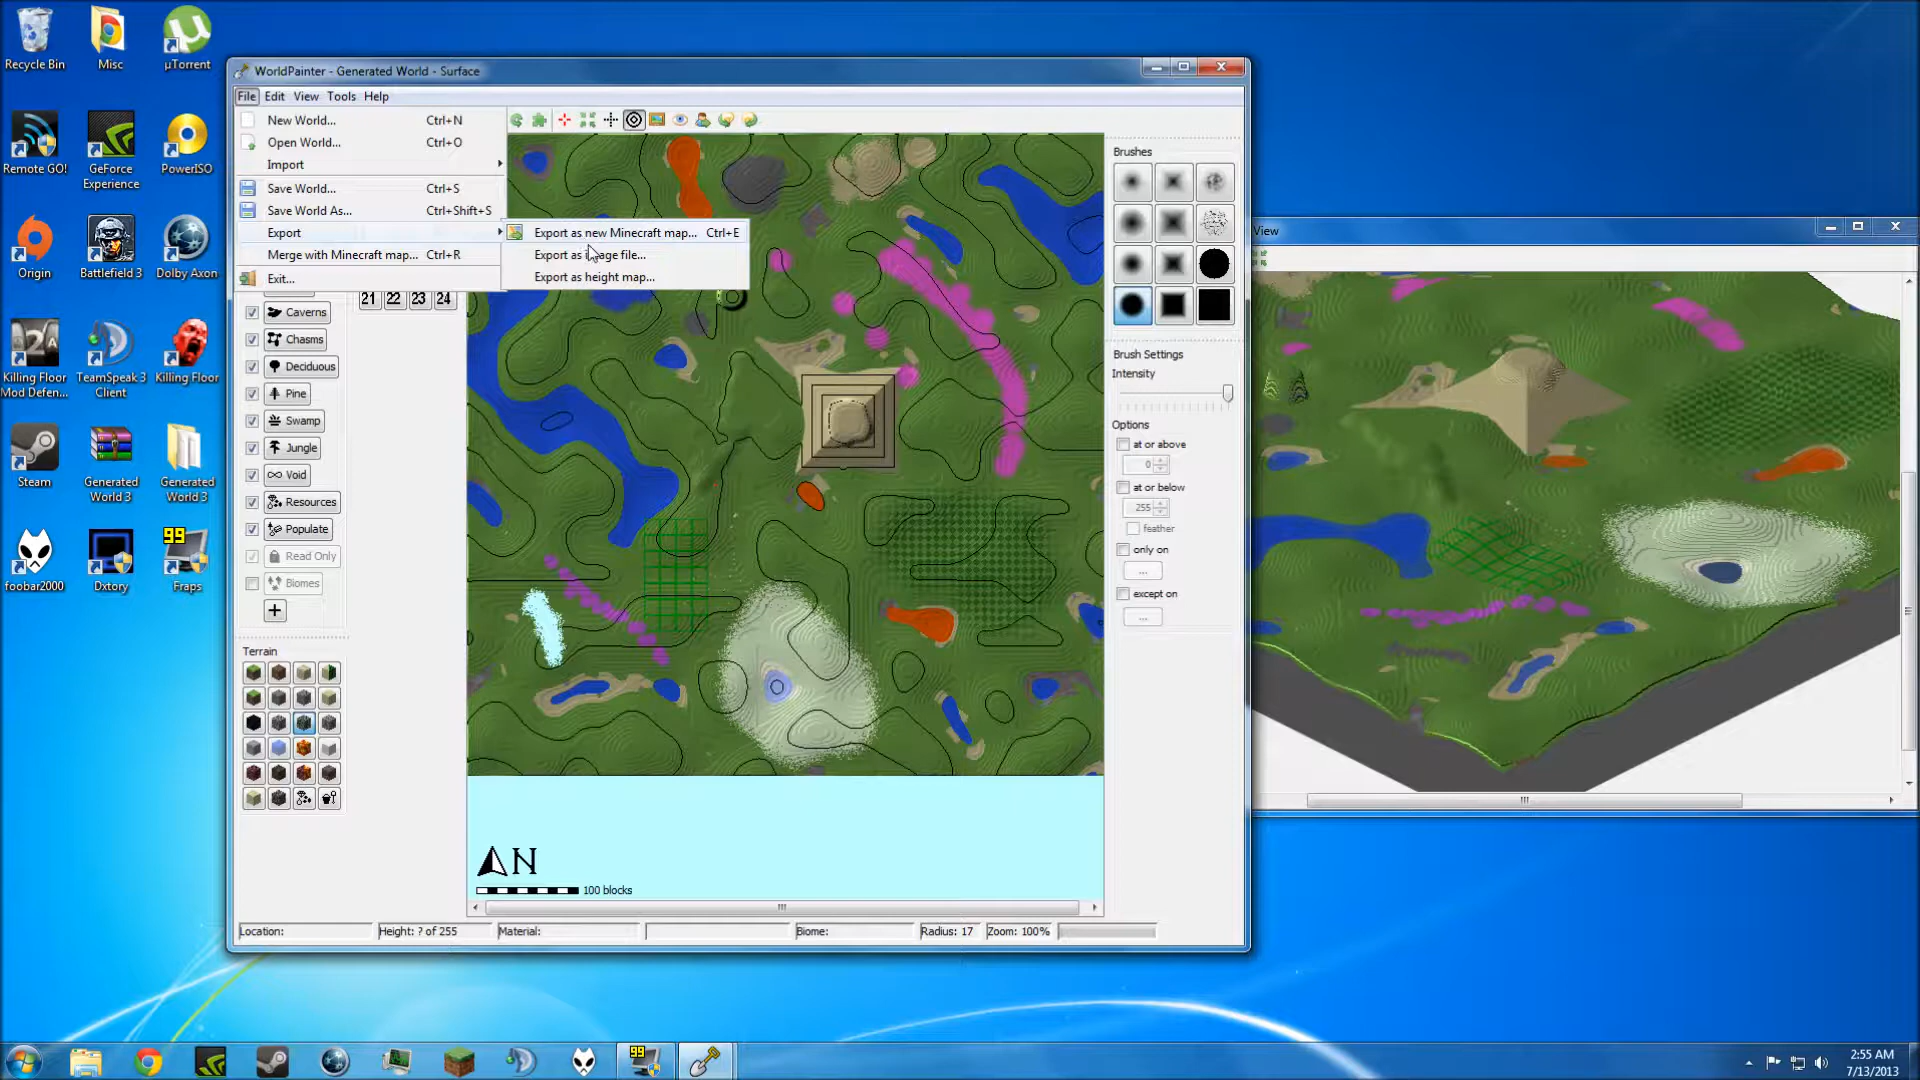 Recycle Bin
Misc
µTorrent
Remote GO!
GeForce Experience
PowerISO
Origin
Battlefield 3
Dolby Axon
Killing Floor Mod Defen...
TeamSpeak 3 Client
Killing Floor
Steam
Generated World 3
Generated World 3
foobar2000
Dxtory
99
Fraps
WorldPainter - Generated World - Surface
File Edit View Tools Help
New World... Ctrl+N
Open World... Ctrl+O
Import
Save World... Ctrl+S
Save World As... Ctrl+Shift+S
Export
Merge with Minecraft map... Ctrl+R
Exit...
Export as new Minecraft map... Ctrl+E
Export as image file...
Export as height map...
21 22 23 24
Caverns
Chasms
Deciduous
Pine
Swamp
Jungle
Void
Resources
Populate
Read Only
Biomes
Terrain
Brushes
Brush Settings
Intensity
Options
at or above
0
at or below
255
feather
only on
...
except on
...
View
N
100 blocks
Location:
Height: ? of 255
Material:
Biome:
Radius: 17
Zoom: 100%
99
2:55 AM
7/13/2013